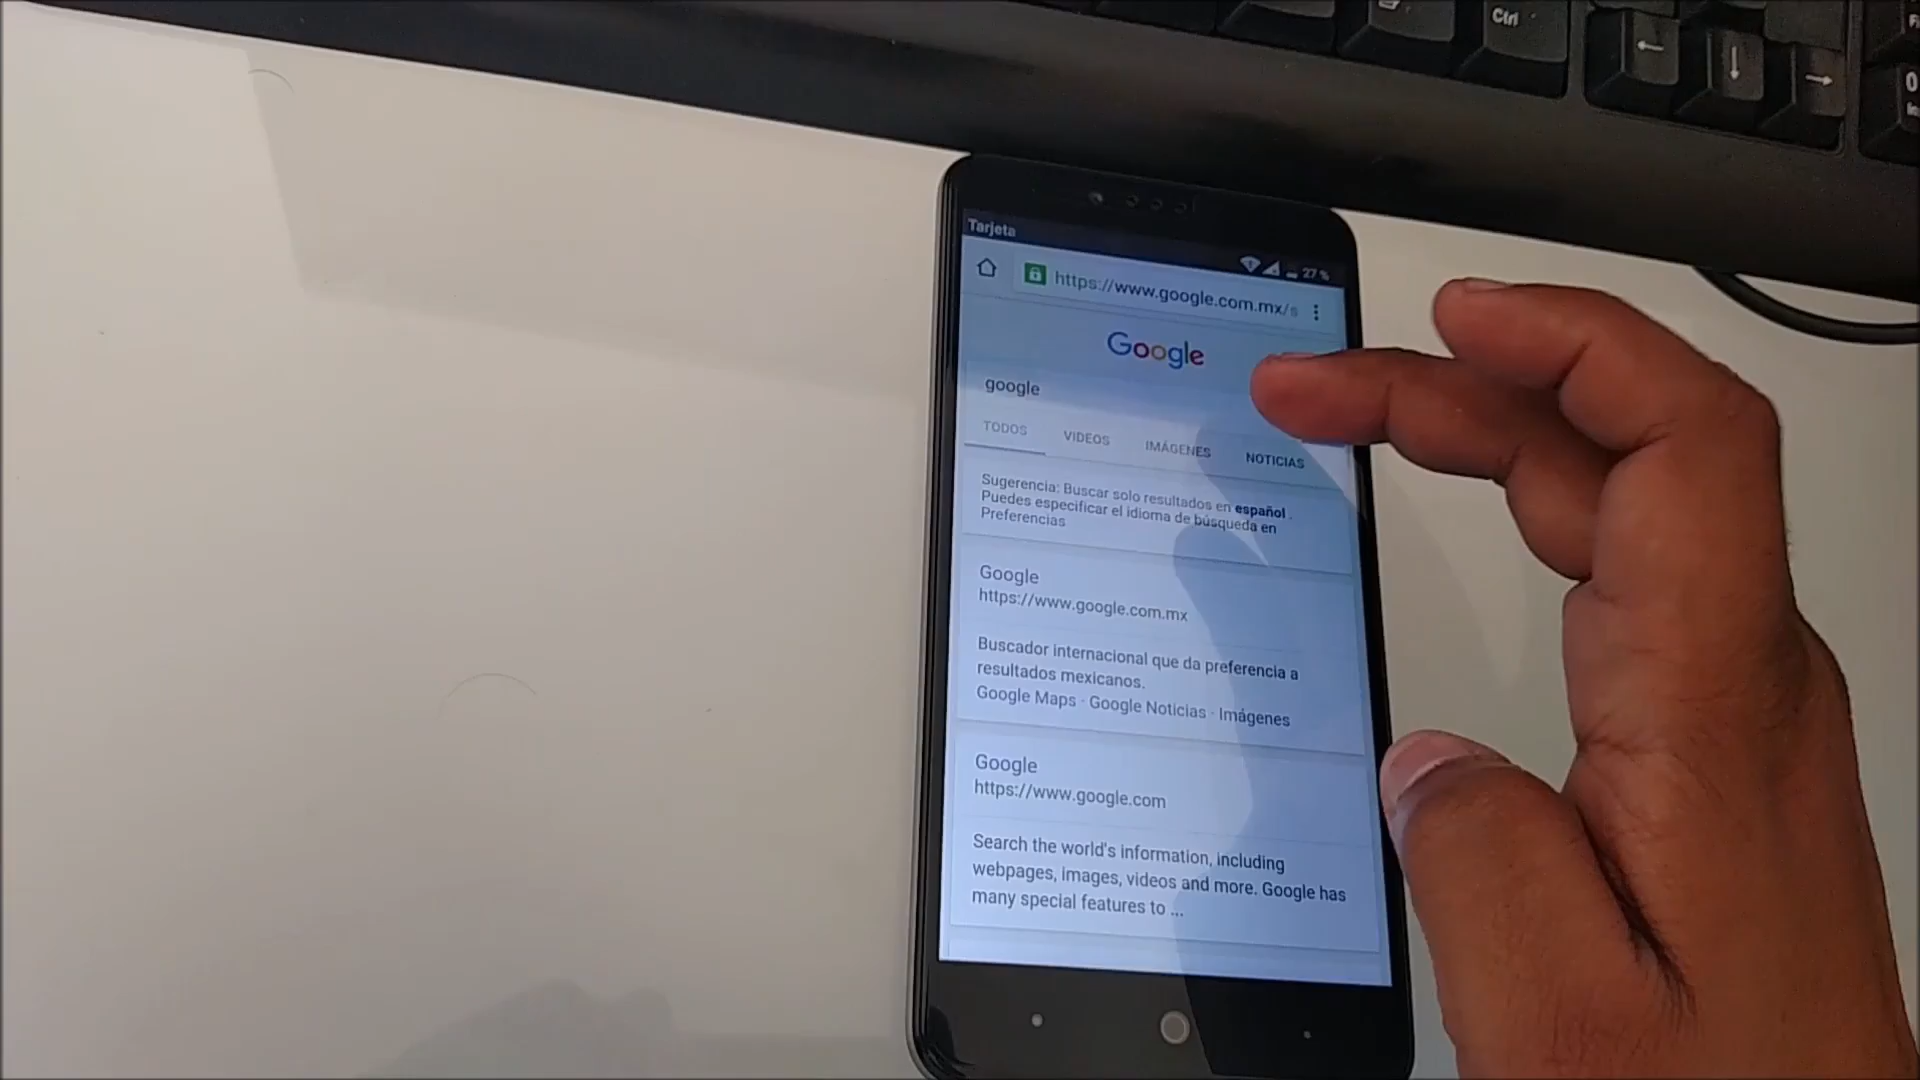 Ctrl
0
Tarjeta
27 %
https://www.google.com.mx/s
Google
google
TODOS VIDEOS IMÁGENES NOTICIAS
Sugerencia: Buscar solo resultados en español .
Puedes especificar el idioma de búsqueda en
Preferencias
Google
https://www.google.com.mx
Buscador internacional que da preferencia a
resultados mexicanos.
Google Maps · Google Noticias · Imágenes
Google
https://www.google.com
Search the world's information, including
webpages, images, videos and more. Google has
many special features to ...